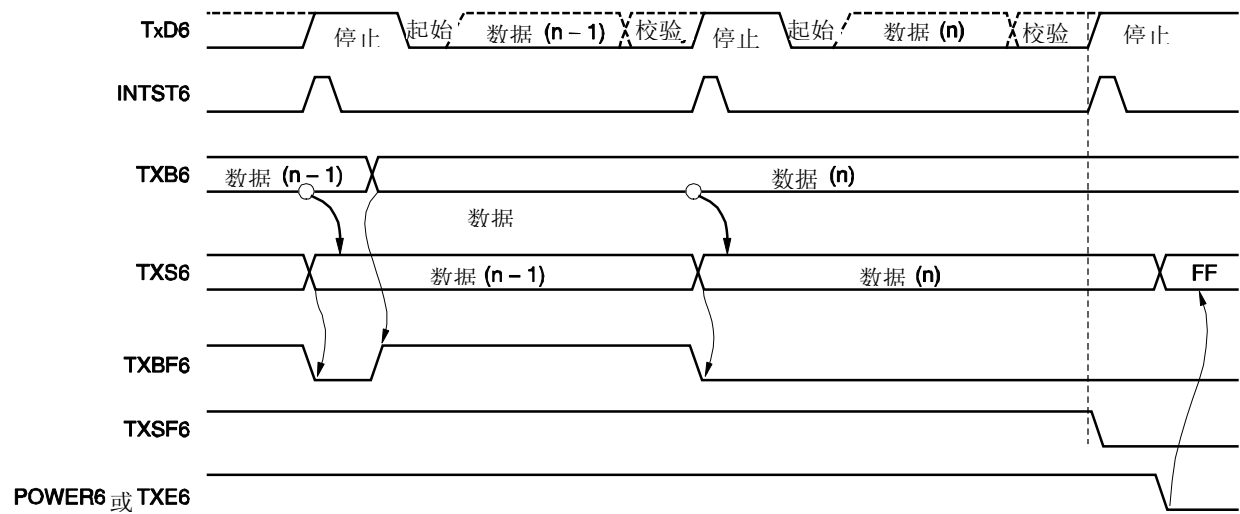 TxD6 停止 起始 数据 (n – 1) 校验 停止 起始 数据 (n) 校验 停止
INTST6
TXB6 数据 (n – 1) 数据 (n)
数据
TXS6 数据 (n – 1) 数据 (n) FF
TXBF6
TXSF6
POWER6 或 TXE6